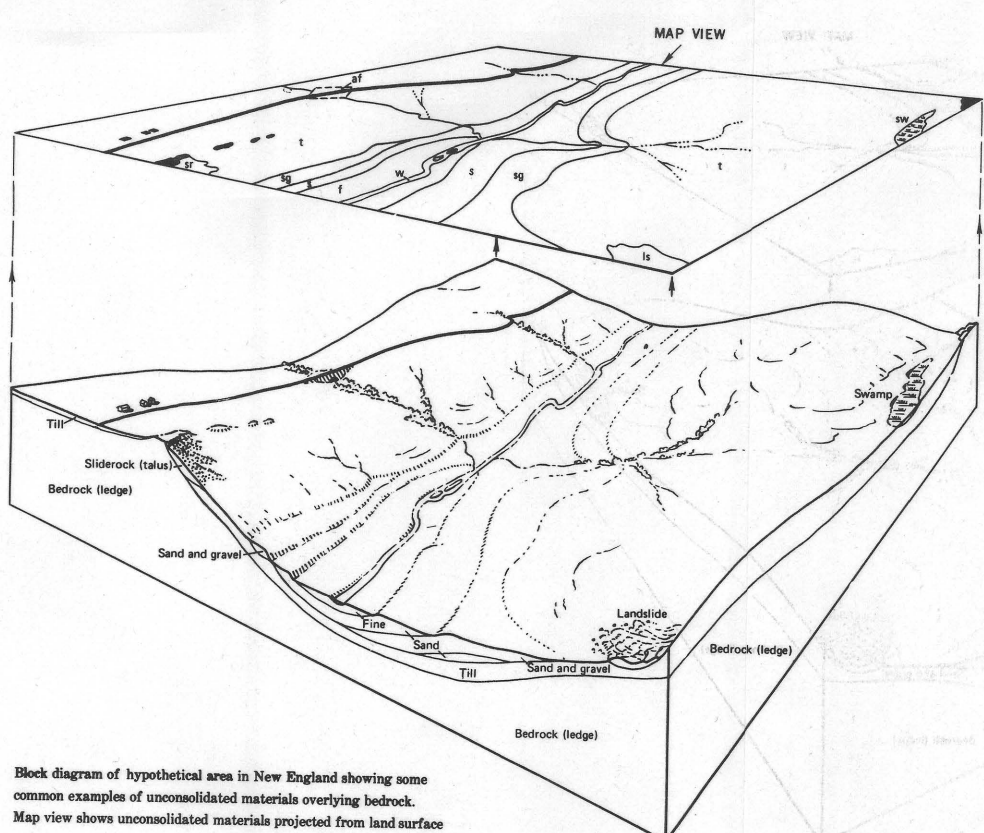 MAP VIEW
af
t
sr
sg
s
f
w
s
sg
t
sw
ls
Till
Sliderock (talus)
Bedrock (ledge)
Sand and gravel
Fine
Sand
Till
Sand and gravel
Landslide
Swamp
Bedrock (ledge)
Bedrock (ledge)
Block diagram of hypothetical area in New England showing some
common examples of unconsolidated materials overlying bedrock.
Map view shows unconsolidated materials projected from land surface